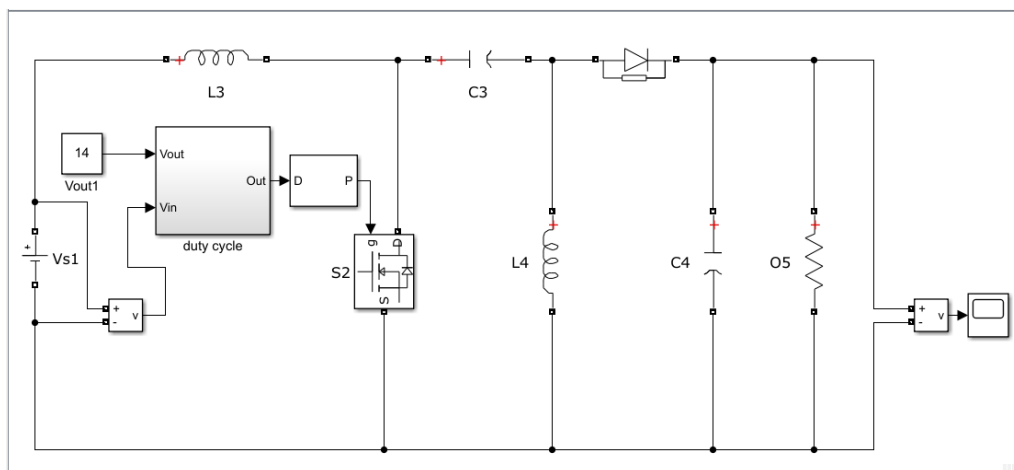 L3
C3
14
Vout1
Vout
Vin
Out
duty cycle
D
P
g
D
S
S2
+
Vs1
+
-
v
L4
C4
O5
+
-
v